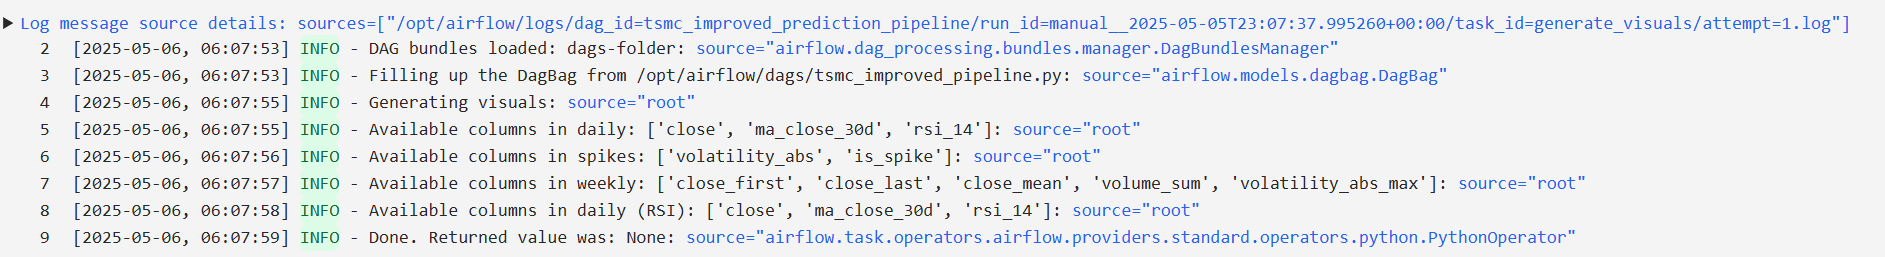 ▶ Log message source details: sources=["/opt/airflow/logs/dag_id=tsmc_improved_prediction_pipeline/run_id=manual__2025-05-05T23:07:37.995260+00:00/task_id=generate_visuals/attempt=1.log"]
2 [2025-05-06, 06:07:53] INFO - DAG bundles loaded: dags-folder: source="airflow.dag_processing.bundles.manager.DagBundlesManager"
3 [2025-05-06, 06:07:53] INFO - Filling up the DagBag from /opt/airflow/dags/tsmc_improved_pipeline.py: source="airflow.models.dagbag.DagBag"
4 [2025-05-06, 06:07:55] INFO - Generating visuals: source="root"
5 [2025-05-06, 06:07:55] INFO - Available columns in daily: ['close', 'ma_close_30d', 'rsi_14']: source="root"
6 [2025-05-06, 06:07:56] INFO - Available columns in spikes: ['volatility_abs', 'is_spike']: source="root"
7 [2025-05-06, 06:07:57] INFO - Available columns in weekly: ['close_first', 'close_last', 'close_mean', 'volume_sum', 'volatility_abs_max']: source="root"
8 [2025-05-06, 06:07:58] INFO - Available columns in daily (RSI): ['close', 'ma_close_30d', 'rsi_14']: source="root"
9 [2025-05-06, 06:07:59] INFO - Done. Returned value was: None: source="airflow.task.operators.airflow.providers.standard.operators.python.PythonOperator"